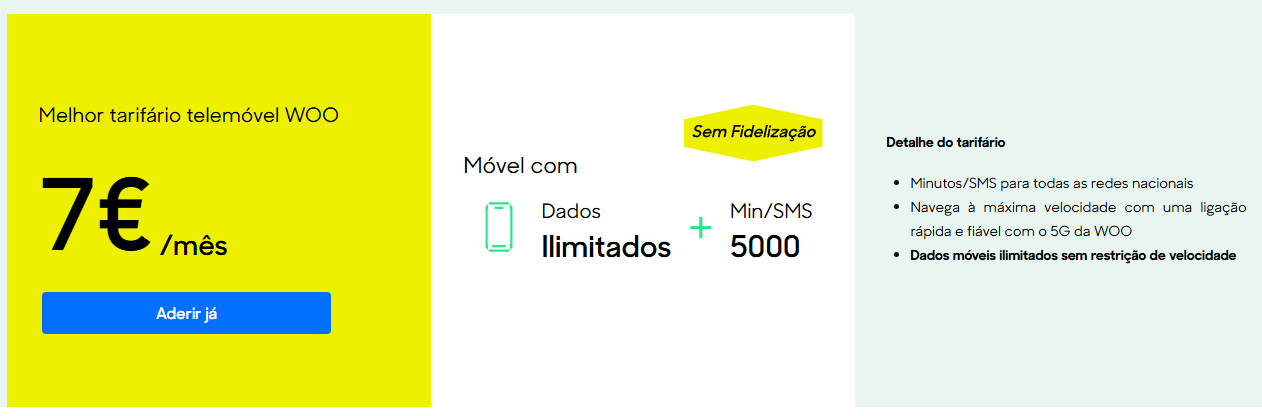 Melhor tarifário telemóvel WOO
7€ /mês
Aderir já
Sem Fidelização
Móvel com
Dados
Ilimitados
+
Min/SMS
5000
Detalhe do tarifário
• Minutos/SMS para todas as redes nacionais
• Navega à máxima velocidade com uma ligação
rápida e fiável com o 5G da WOO
• Dados móveis ilimitados sem restrição de velocidade